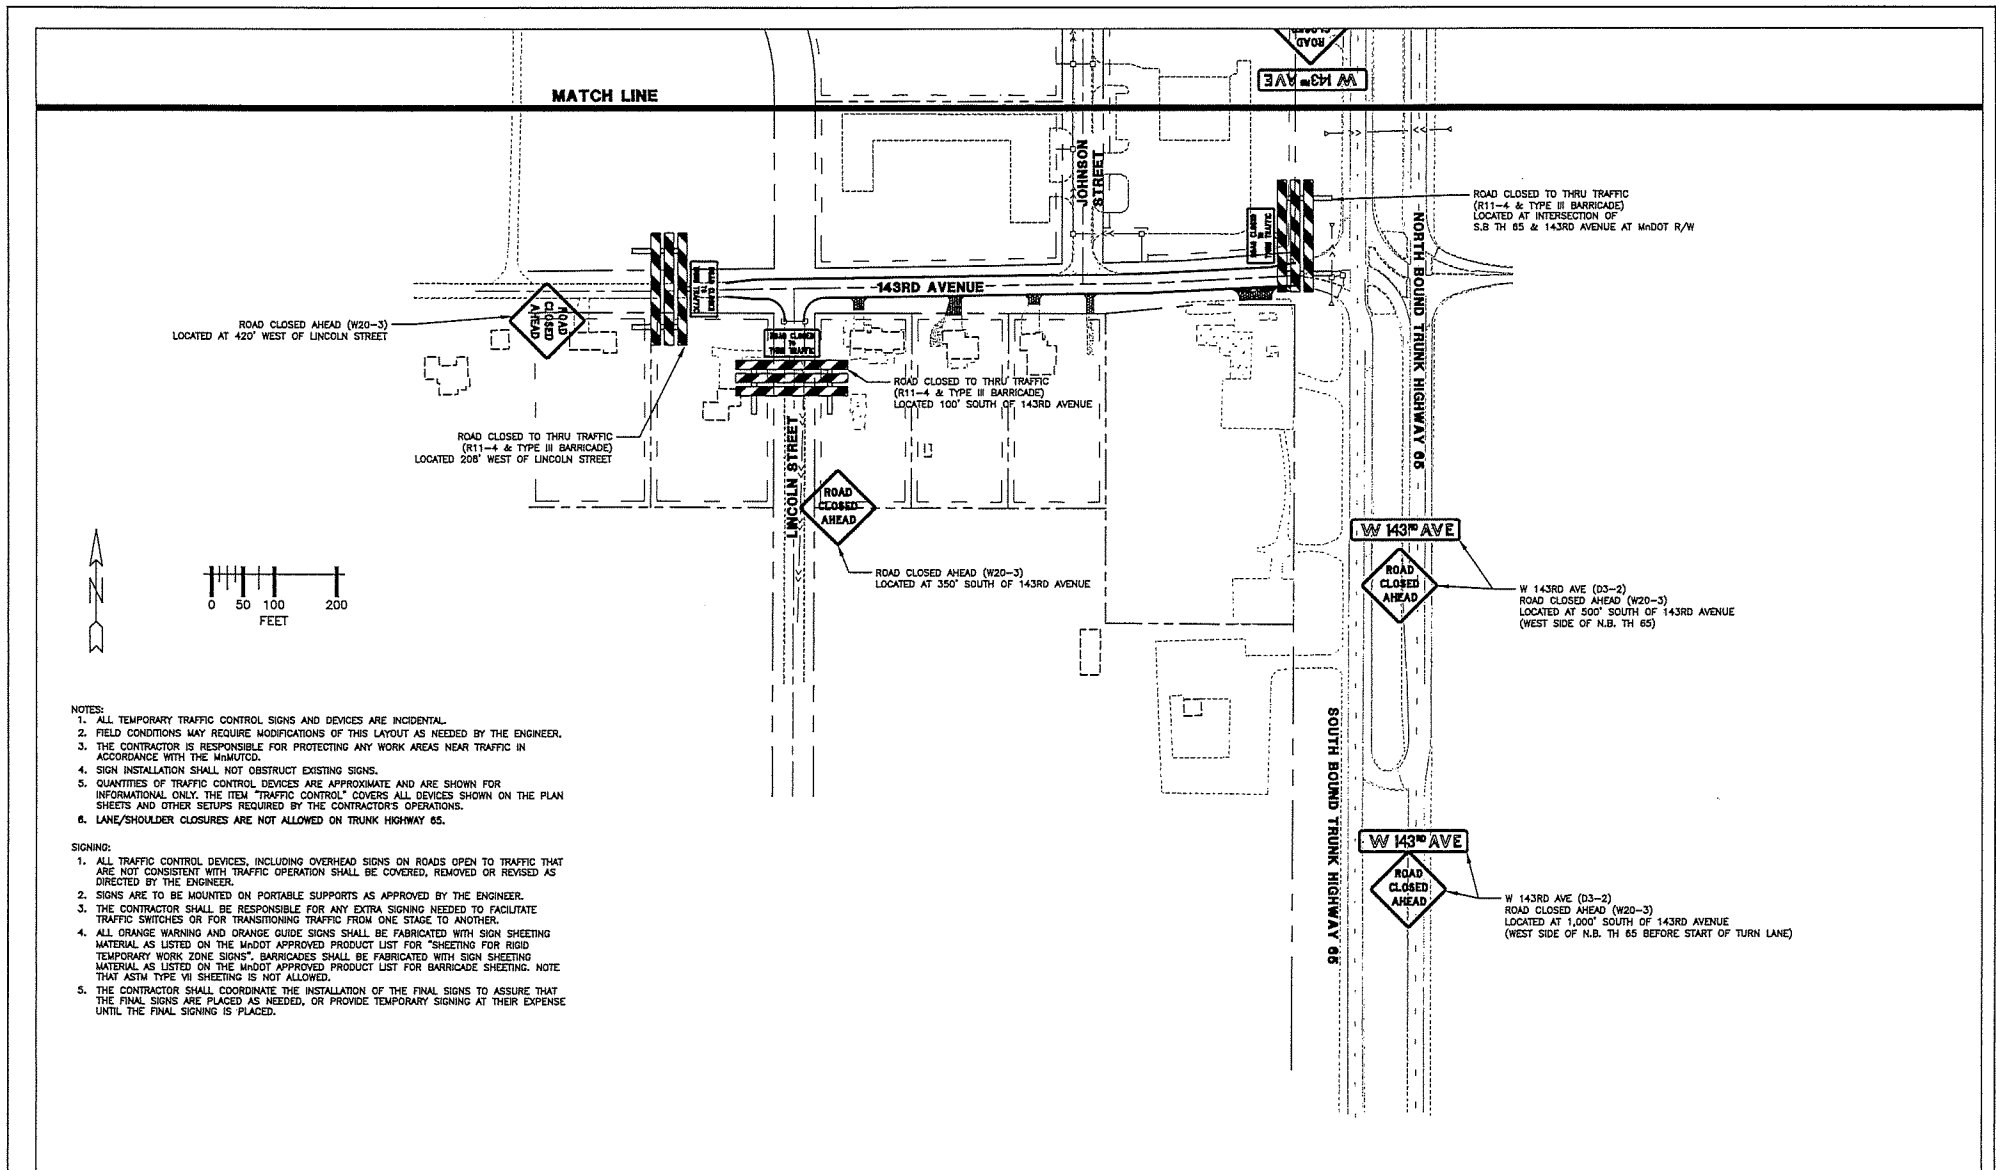 ROAD
CLOSED
W 143RD AVE
MATCH LINE
JOHNSON
STREET
ROAD CLOSED TO THRU TRAFFIC
(R11-4 & TYPE III BARRICADE)
LOCATED AT INTERSECTION OF
S.B TH 65 & 143RD AVENUE AT MnDOT R/W
ROAD CLOSED
TO
THRU TRAFFIC
NORTH BOUND TRUNK HIGHWAY 65
ROAD CLOSED
TO
THRU TRAFFIC
143RD AVENUE
ROAD
CLOSED
AHEAD
ROAD CLOSED AHEAD (W20-3)
LOCATED AT 420' WEST OF LINCOLN STREET
ROAD CLOSED
TO
THRU TRAFFIC
ROAD CLOSED TO THRU TRAFFIC
(R11-4 & TYPE III BARRICADE)
LOCATED 100' SOUTH OF 143RD AVENUE
ROAD CLOSED TO THRU TRAFFIC
(R11-4 & TYPE III BARRICADE)
LOCATED 208' WEST OF LINCOLN STREET
LINCOLN STREET
ROAD
CLOSED
AHEAD
ROAD CLOSED AHEAD (W20-3)
LOCATED AT 350' SOUTH OF 143RD AVENUE
W 143RD AVE
ROAD
CLOSED
AHEAD
W 143RD AVE (D3-2)
ROAD CLOSED AHEAD (W20-3)
LOCATED AT 500' SOUTH OF 143RD AVENUE
(WEST SIDE OF N.B. TH 65)
N
0 50 100 200
FEET
SOUTH BOUND TRUNK HIGHWAY 65
W 143RD AVE
ROAD
CLOSED
AHEAD
W 143RD AVE (D3-2)
ROAD CLOSED AHEAD (W20-3)
LOCATED AT 1,000' SOUTH OF 143RD AVENUE
(WEST SIDE OF N.B. TH 65 BEFORE START OF TURN LANE)
NOTES:
1. ALL TEMPORARY TRAFFIC CONTROL SIGNS AND DEVICES ARE INCIDENTAL.
2. FIELD CONDITIONS MAY REQUIRE MODIFICATIONS OF THIS LAYOUT AS NEEDED BY THE ENGINEER.
3. THE CONTRACTOR IS RESPONSIBLE FOR PROTECTING ANY WORK AREAS NEAR TRAFFIC IN
ACCORDANCE WITH THE MnMUTCD.
4. SIGN INSTALLATION SHALL NOT OBSTRUCT EXISTING SIGNS.
5. QUANTITIES OF TRAFFIC CONTROL DEVICES ARE APPROXIMATE AND ARE SHOWN FOR
INFORMATIONAL ONLY. THE ITEM "TRAFFIC CONTROL" COVERS ALL DEVICES SHOWN ON THE PLAN
SHEETS AND OTHER SETUPS REQUIRED BY THE CONTRACTOR'S OPERATIONS.
6. LANE/SHOULDER CLOSURES ARE NOT ALLOWED ON TRUNK HIGHWAY 65.
SIGNING:
1. ALL TRAFFIC CONTROL DEVICES, INCLUDING OVERHEAD SIGNS ON ROADS OPEN TO TRAFFIC THAT
ARE NOT CONSISTENT WITH TRAFFIC OPERATION SHALL BE COVERED, REMOVED OR REVISED AS
DIRECTED BY THE ENGINEER.
2. SIGNS ARE TO BE MOUNTED ON PORTABLE SUPPORTS AS APPROVED BY THE ENGINEER.
3. THE CONTRACTOR SHALL BE RESPONSIBLE FOR ANY EXTRA SIGNING NEEDED TO FACILITATE
TRAFFIC SWITCHES OR FOR TRANSITIONING TRAFFIC FROM ONE STAGE TO ANOTHER.
4. ALL ORANGE WARNING AND ORANGE GUIDE SIGNS SHALL BE FABRICATED WITH SIGN SHEETING
MATERIAL AS LISTED ON THE MnDOT APPROVED PRODUCT LIST FOR "SHEETING FOR RIGID
TEMPORARY WORK ZONE SIGNS". BARRICADES SHALL BE FABRICATED WITH SIGN SHEETING
MATERIAL AS LISTED ON THE MnDOT APPROVED PRODUCT LIST FOR BARRICADE SHEETING. NOTE
THAT ASTM TYPE VII SHEETING IS NOT ALLOWED.
5. THE CONTRACTOR SHALL COORDINATE THE INSTALLATION OF THE FINAL SIGNS TO ASSURE THAT
THE FINAL SIGNS ARE PLACED AS NEEDED, OR PROVIDE TEMPORARY SIGNING AT THEIR EXPENSE
UNTIL THE FINAL SIGNING IS PLACED.